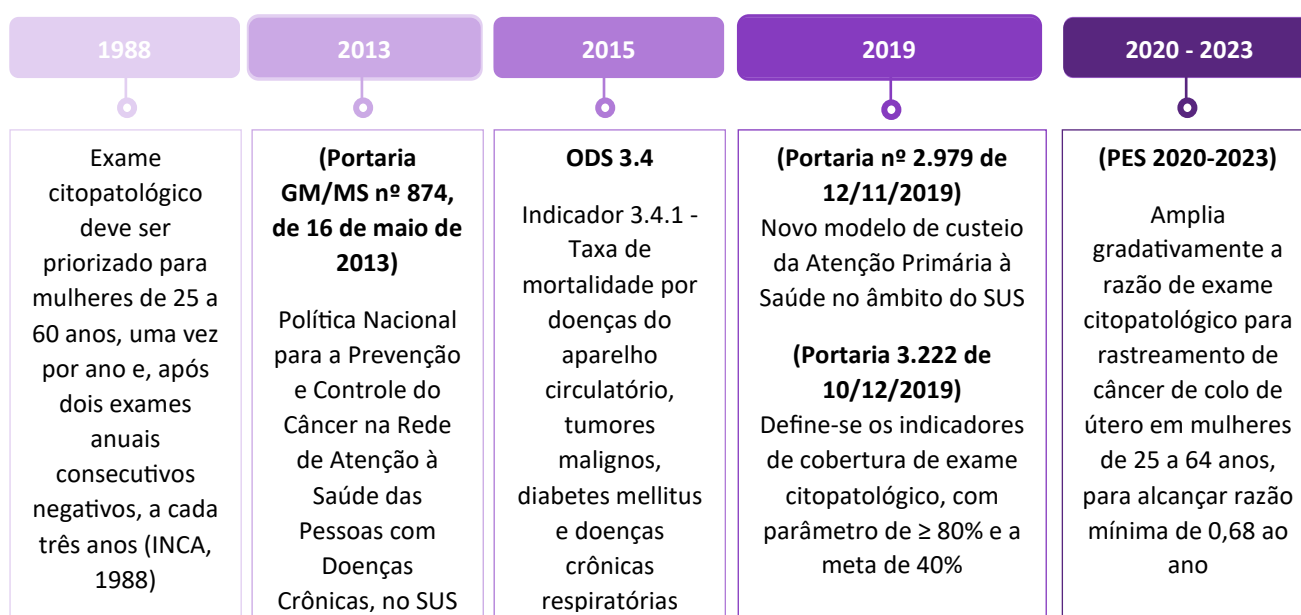 1988
Exame
citopatológico
deve ser
priorizado para
mulheres de 25 a
60 anos, uma vez
por ano e, após
dois exames
anuais
consecutivos
negativos, a cada
três anos (INCA,
1988)
2013
(Portaria
GM/MS nº 874,
de 16 de maio de
2013)
Política Nacional
para a Prevenção
e Controle do
Câncer na Rede
de Atenção à
Saúde das
Pessoas com
Doenças
Crônicas, no SUS
2015
ODS 3.4
Indicador 3.4.1 -
Taxa de
mortalidade por
doenças do
aparelho
circulatório,
tumores
malignos,
diabetes mellitus
e doenças
crônicas
respiratórias
2019
(Portaria nº 2.979 de
12/11/2019)
Novo modelo de custeio
da Atenção Primária à
Saúde no âmbito do SUS
(Portaria 3.222 de
10/12/2019)
Define-se os indicadores
de cobertura de exame
citopatológico, com
parâmetro de ≥ 80% e a
meta de 40%
2020 - 2023
(PES 2020-2023)
Amplia
gradativamente a
razão de exame
citopatológico para
rastreamento de
câncer de colo de
útero em mulheres
de 25 a 64 anos,
para alcançar razão
mínima de 0,68 ao
ano